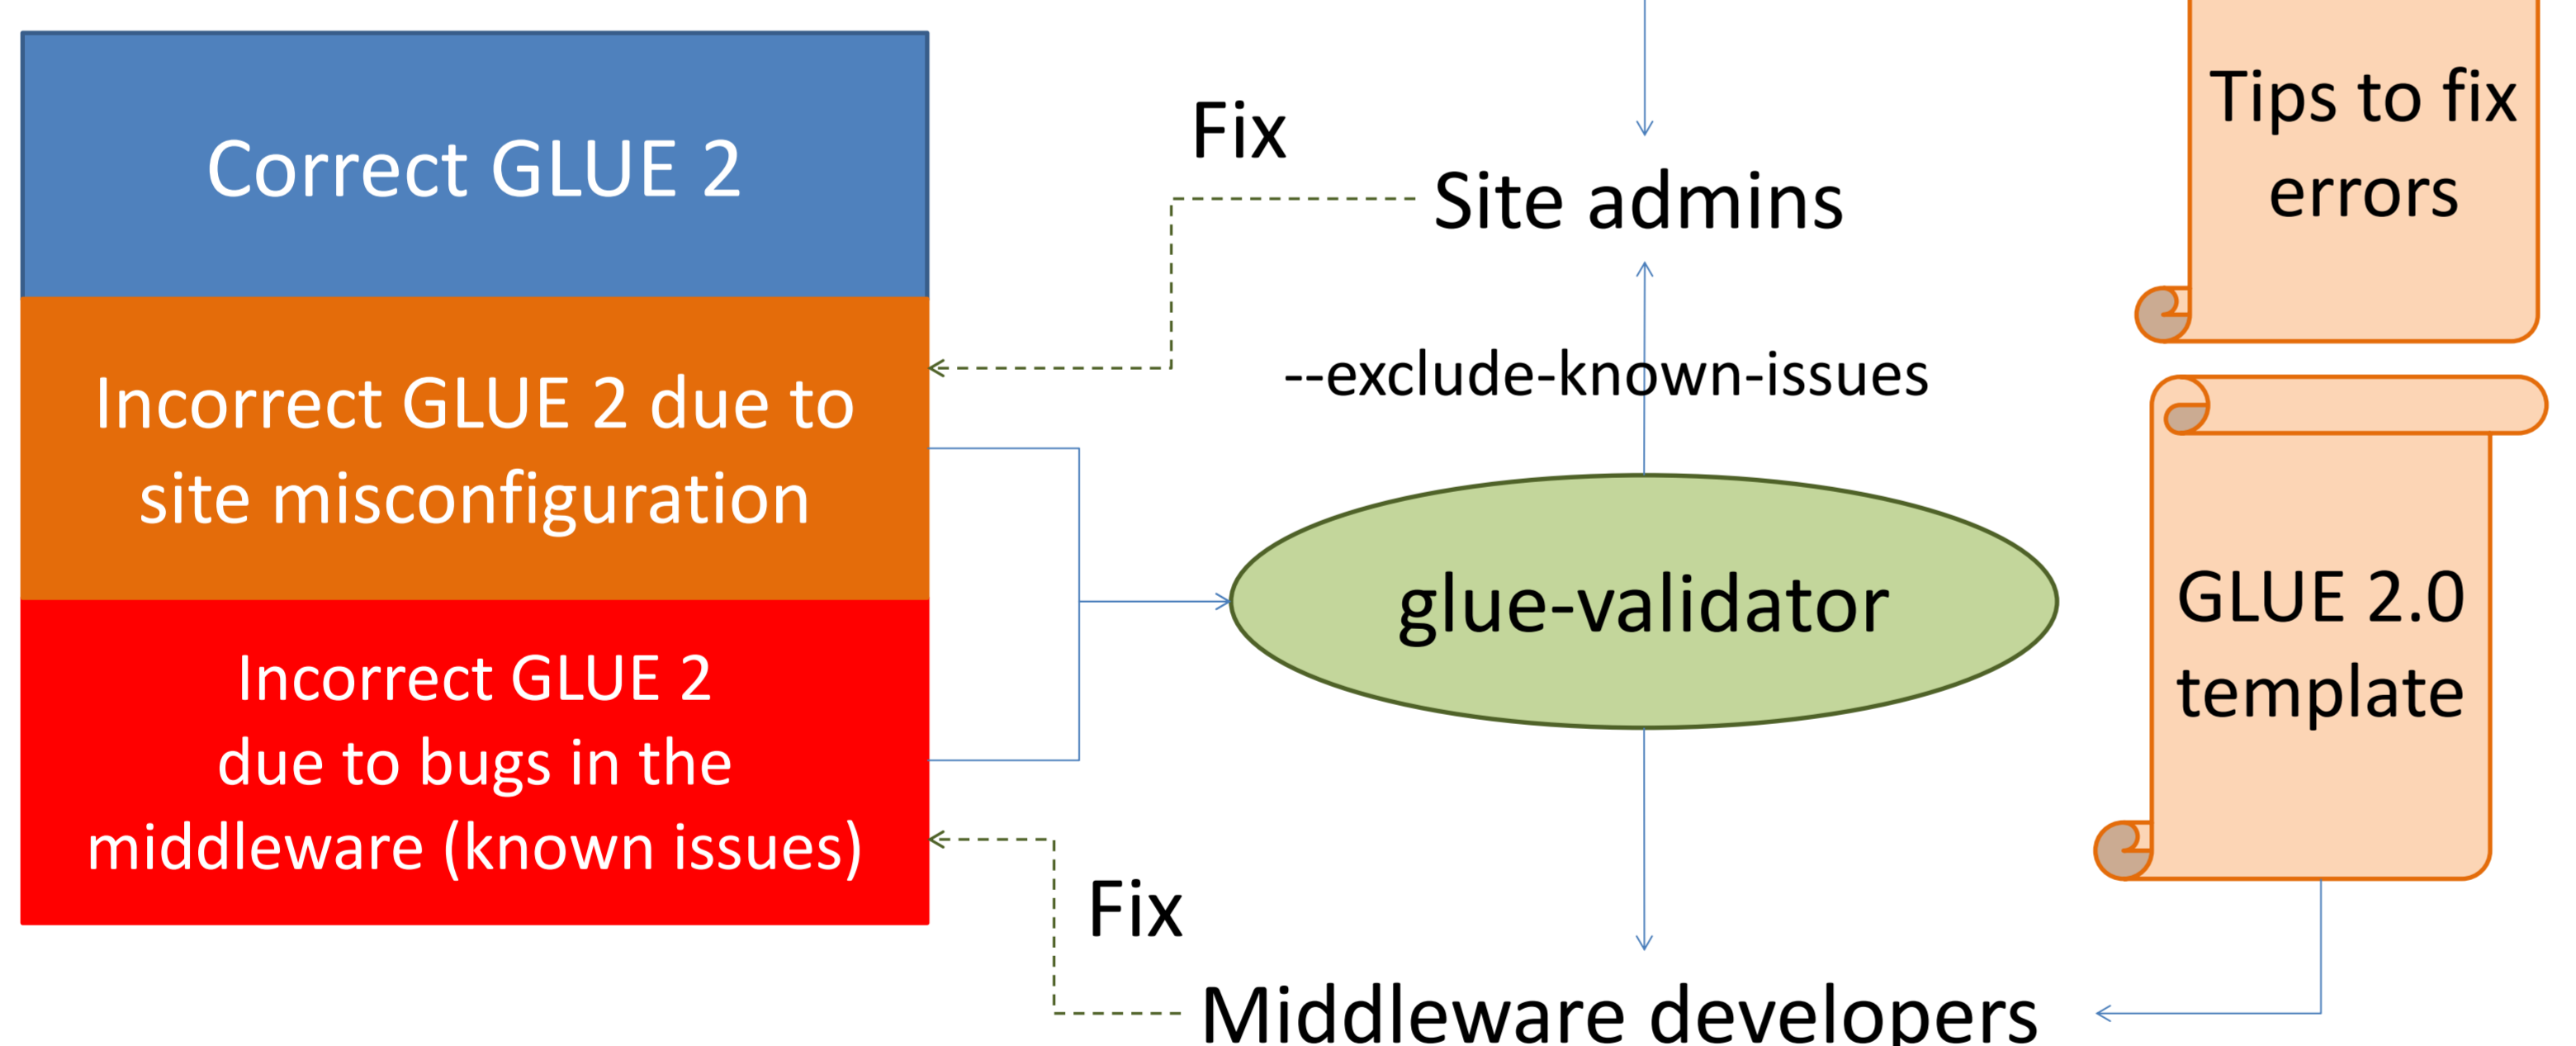 Correct GLUE 2
Incorrect GLUE 2 due to
site misconfiguration
Incorrect GLUE 2
due to bugs in the
middleware (known issues)
Fix
Site admins
--exclude-known-issues
glue-validator
Fix
Middleware developers
Tips to fix
errors
GLUE 2.0
template